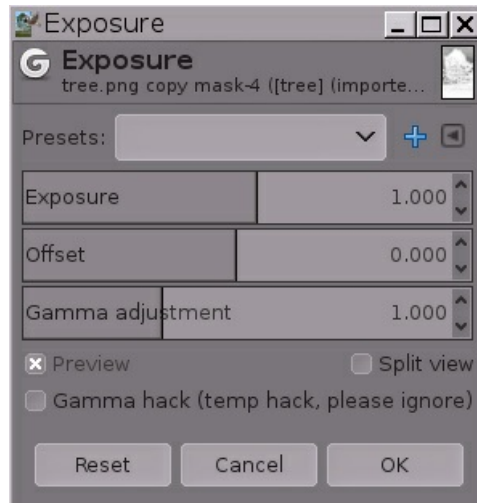 Exposure
Exposure
tree.png copy mask-4 ([tree] (importe...
Presets:
Exposure 1.000
Offset 0.000
Gamma adjustment 1.000
Preview Split view
Gamma hack (temp hack, please ignore)
Reset Cancel OK